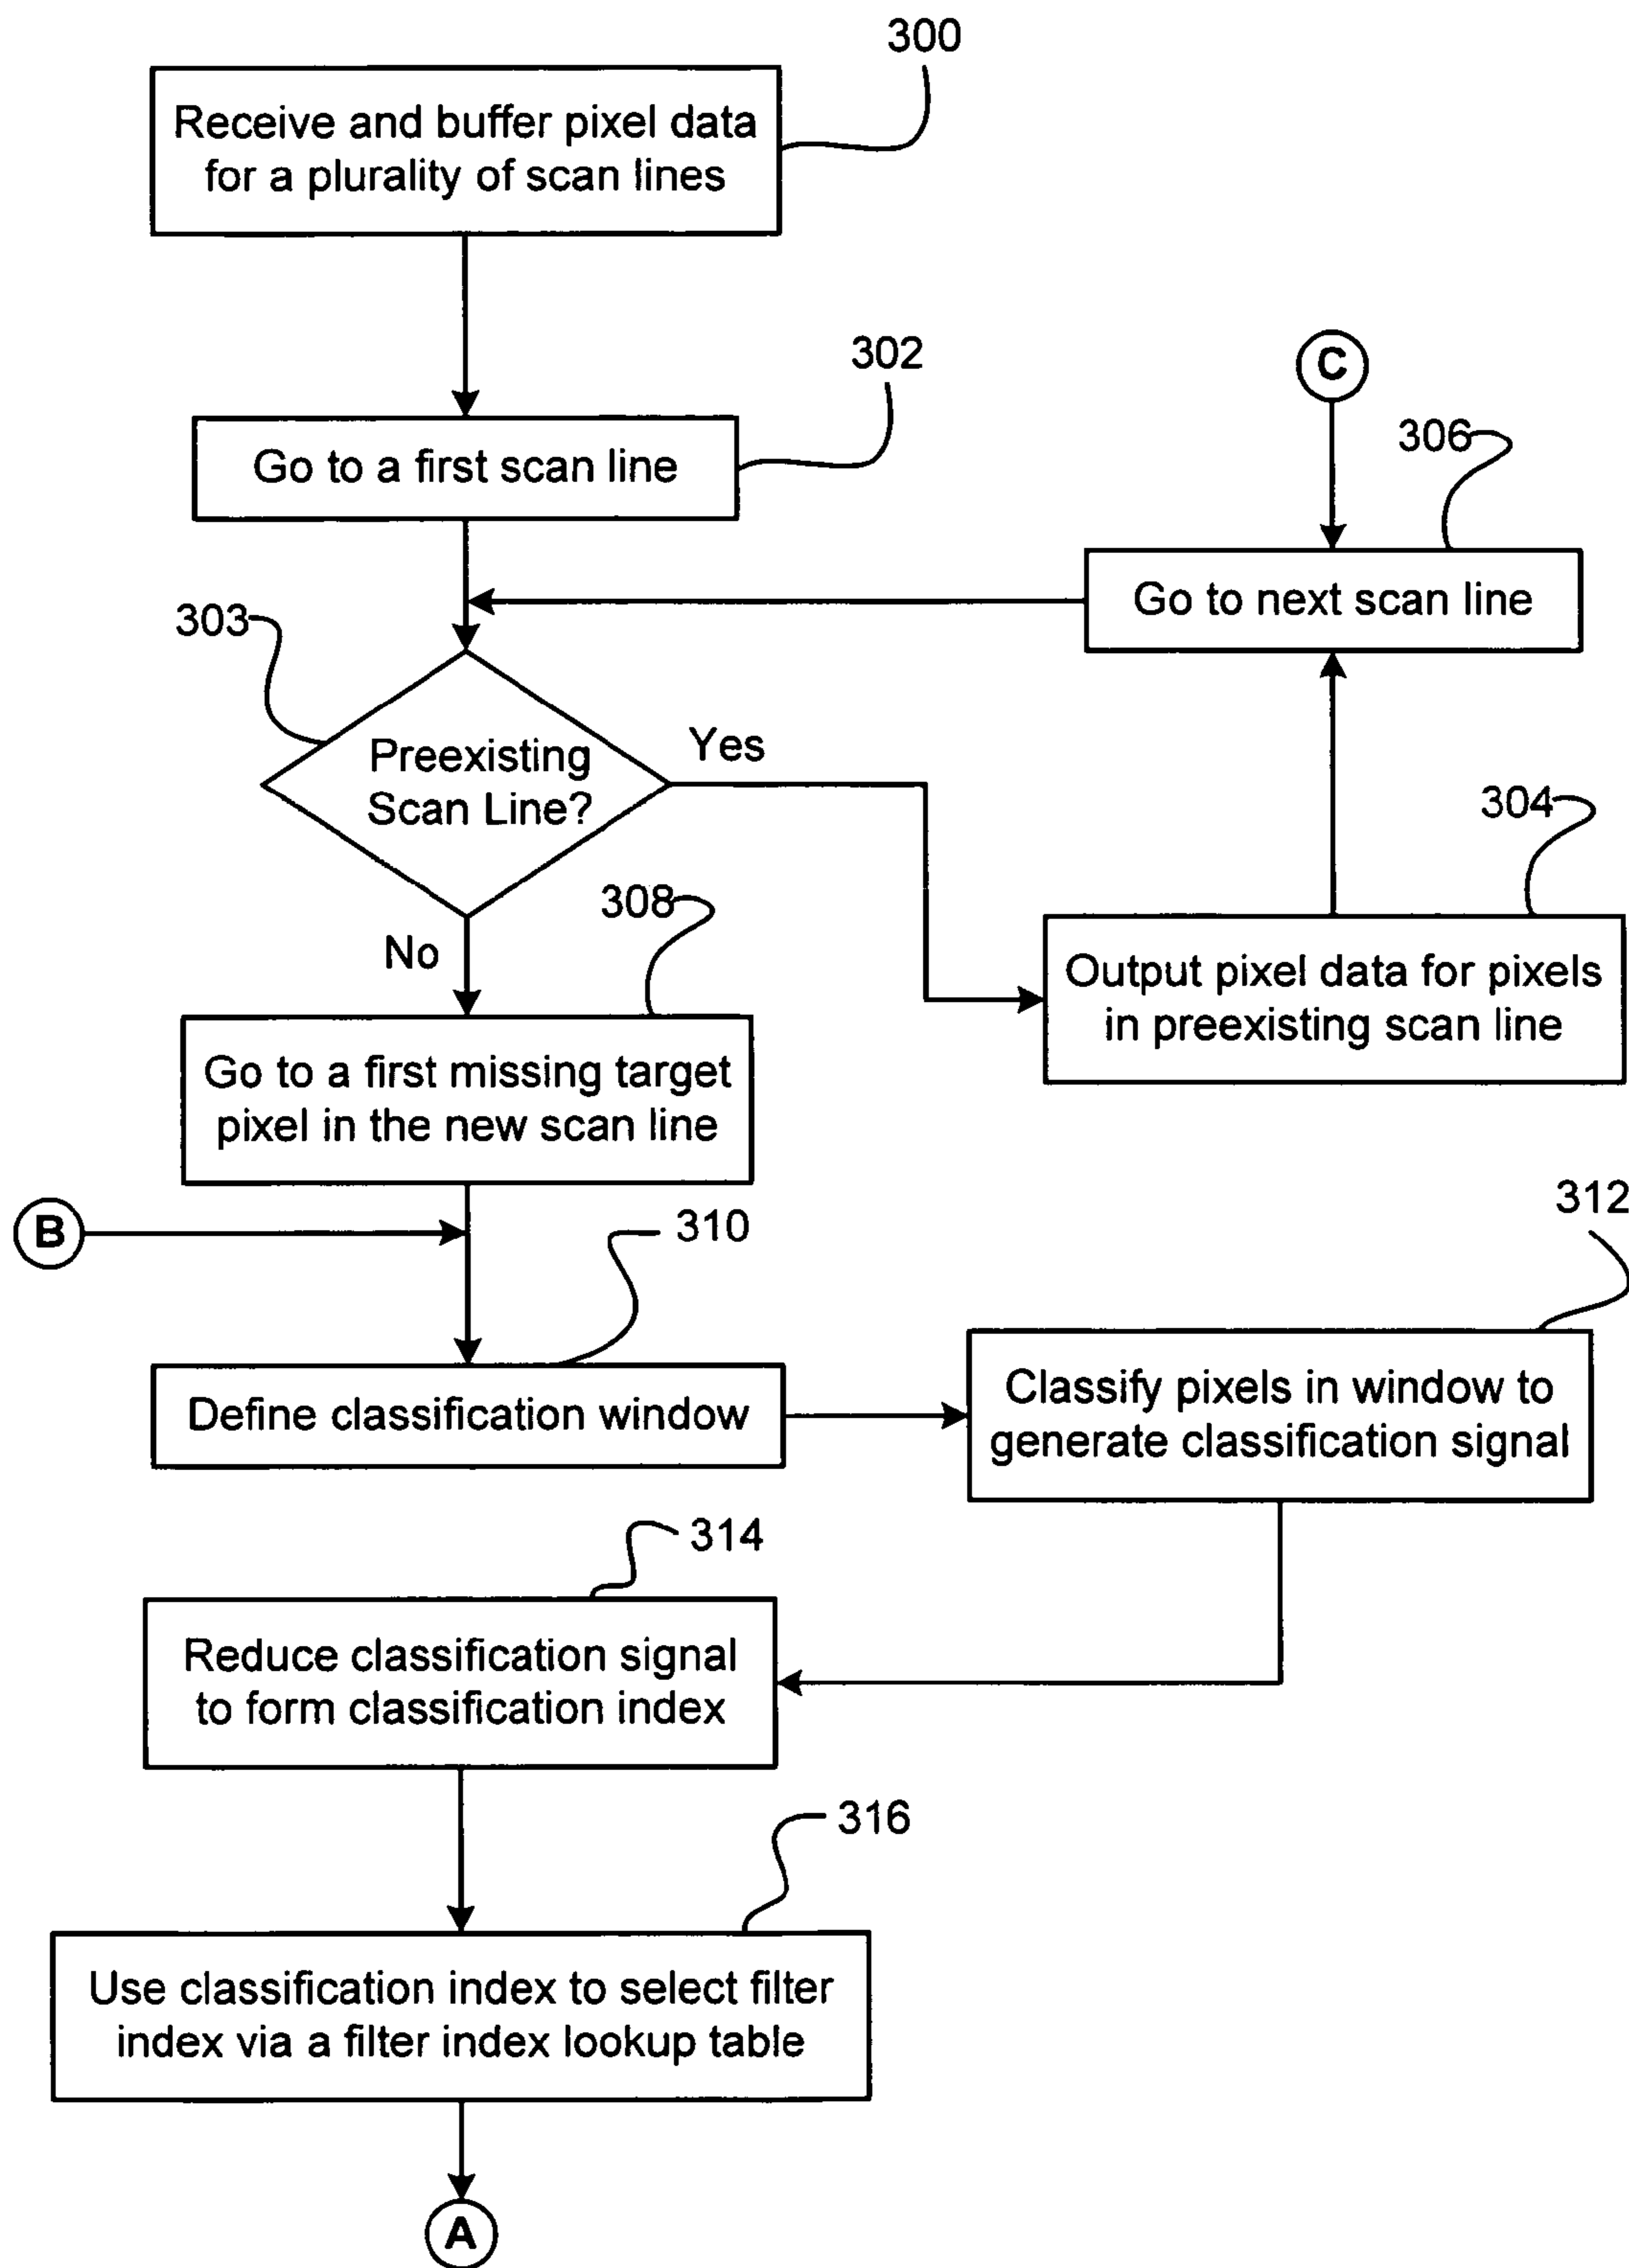 300
Receive and buffer pixel data
for a plurality of scan lines
302
Go to a first scan line
C
306
Go to next scan line
303
Preexisting
Scan Line?
Yes
304
Output pixel data for pixels
in preexisting scan line
No
308
Go to a first missing target
pixel in the new scan line
B
310
Define classification window
312
Classify pixels in window to
generate classification signal
314
Reduce classification signal
to form classification index
316
Use classification index to select filter
index via a filter index lookup table
A